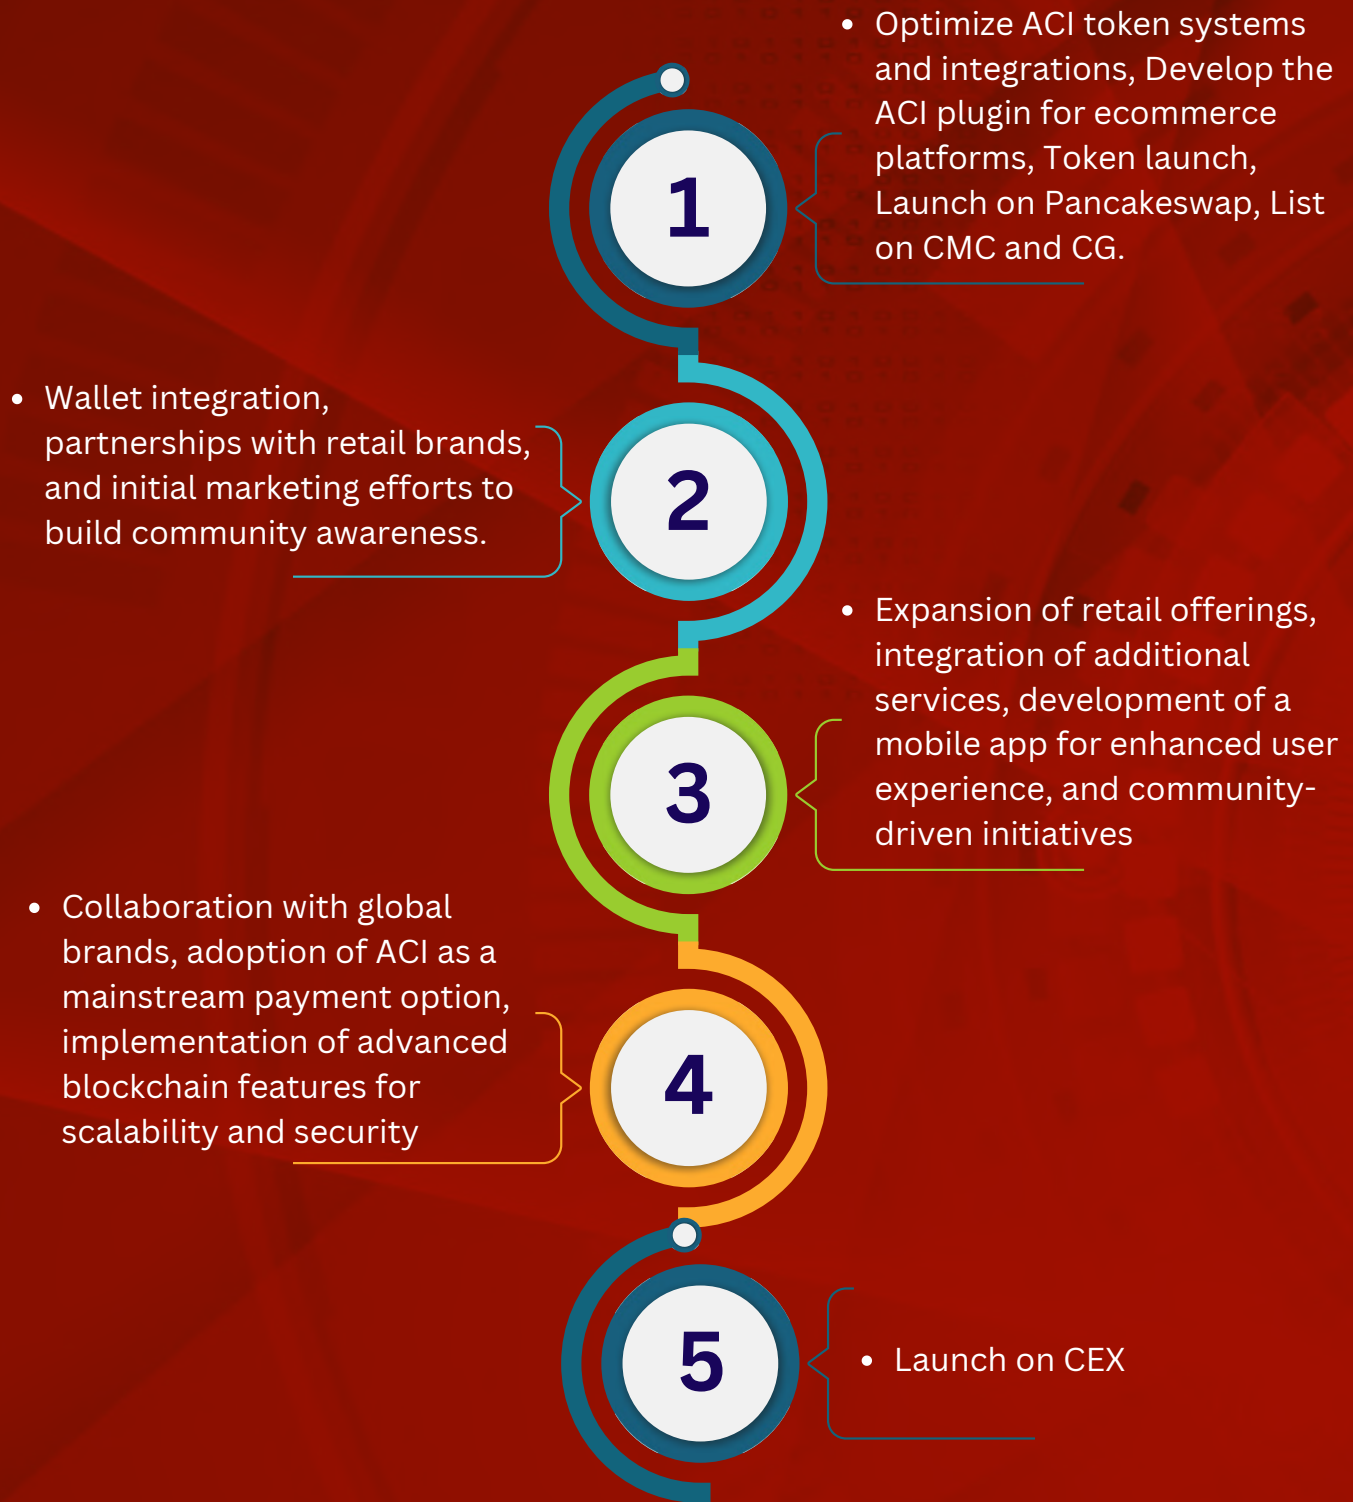 1
• Optimize ACI token systems
and integrations, Develop the
ACI plugin for ecommerce
platforms, Token launch,
Launch on Pancakeswap, List
on CMC and CG.
2
• Wallet integration,
partnerships with retail brands,
and initial marketing efforts to
build community awareness.
3
• Expansion of retail offerings,
integration of additional
services, development of a
mobile app for enhanced user
experience, and community-
driven initiatives
4
• Collaboration with global
brands, adoption of ACI as a
mainstream payment option,
implementation of advanced
blockchain features for
scalability and security
5
• Launch on CEX